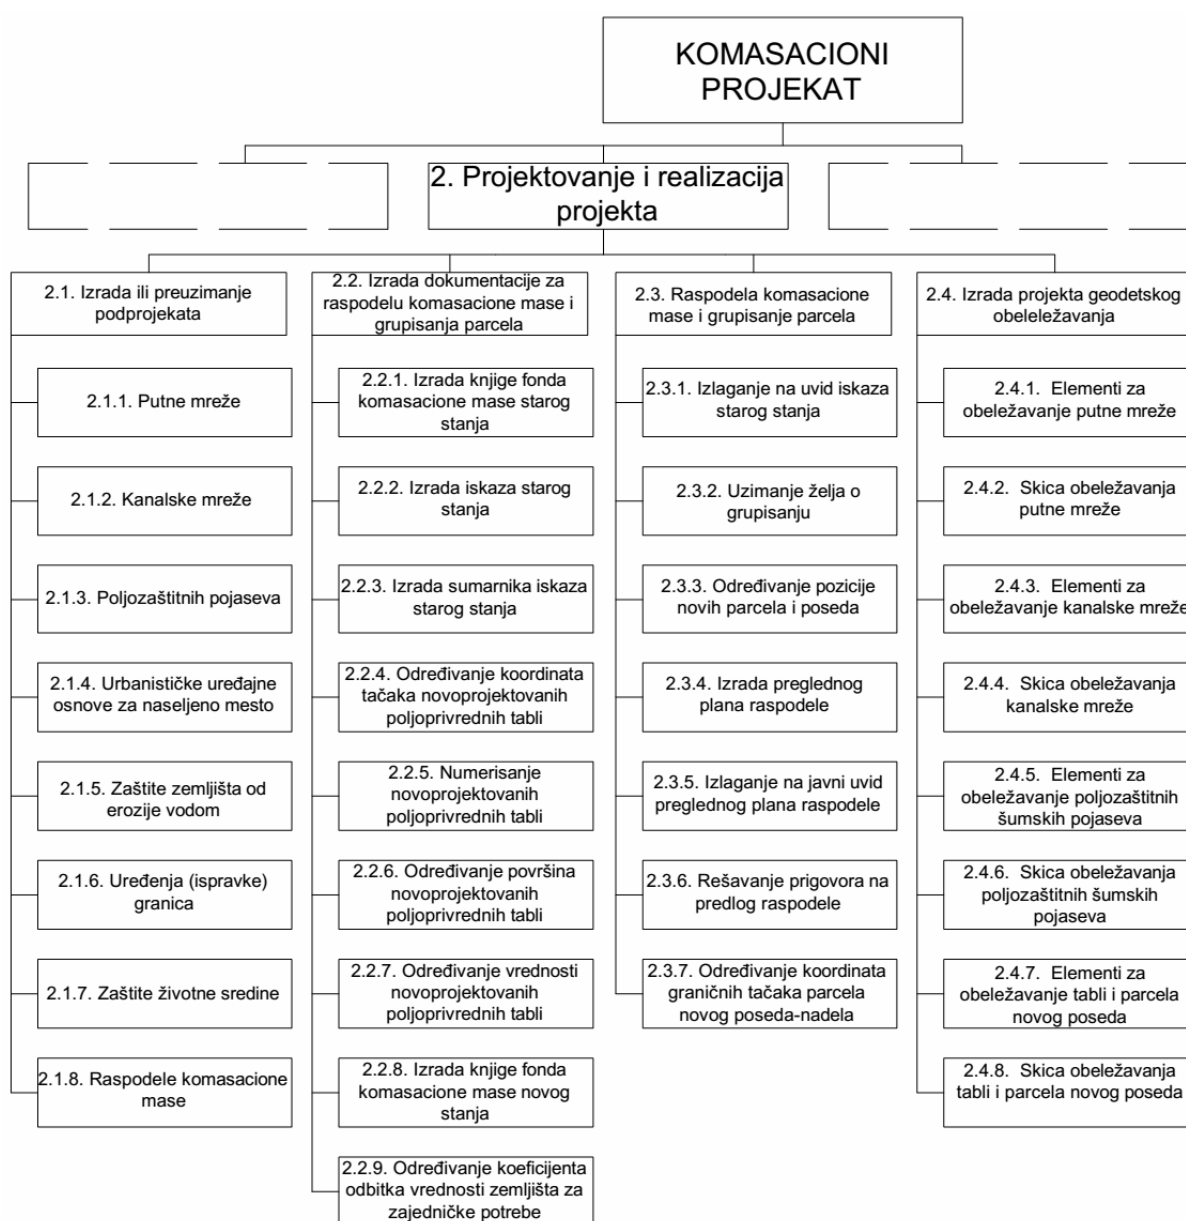 KOMASACIONI
PROJEKAT
2. Projektovanje i realizacija
projekta
2.1. Izrada ili preuzimanje
podprojekata
2.1.1. Putne mreže
2.1.2. Kanalske mreže
2.1.3. Poljozaštitnih pojaseva
2.1.4. Urbanističke uređajne
osnove za naseljeno mesto
2.1.5. Zaštite zemljišta od
erozije vodom
2.1.6. Uređenja (ispravke)
granica
2.1.7. Zaštite životne sredine
2.1.8. Raspodele komasacione
mase
2.2. Izrada dokumentacije za
raspodelu komasacione mase i
grupisanja parcela
2.2.1. Izrada knjige fonda
komasacione mase starog
stanja
2.2.2. Izrada iskaza starog
stanja
2.2.3. Izrada sumarnika iskaza
starog stanja
2.2.4. Određivanje koordinata
tačaka novoprojektovanih
poljoprivrednih tabli
2.2.5. Numerisanje
novoprojektovanih
poljoprivrednih tabli
2.2.6. Određivanje površina
novoprojektovanih
poljoprivrednih tabli
2.2.7. Određivanje vrednosti
novoprojektovanih
poljoprivrednih tabli
2.2.8. Izrada knjige fonda
komasacione mase novog
stanja
2.2.9. Određivanje koeficijenta
odbitka vrednosti zemljišta za
zajedničke potrebe
2.3. Raspodela komasacione
mase i grupisanje parcela
2.3.1. Izlaganje na uvid iskaza
starog stanja
2.3.2. Uzimanje želja o
grupisanju
2.3.3. Određivanje pozicije
novih parcela i poseda
2.3.4. Izrada preglednog
plana raspodele
2.3.5. Izlaganje na javni uvid
preglednog plana raspodele
2.3.6. Rešavanje prigovora na
predlog raspodele
2.3.7. Određivanje koordinata
graničnih tačaka parcela
novog poseda-nadela
2.4. Izrada projekta geodetskog
obeleležavanja
2.4.1. Elementi za
obeležavanje putne mreže
2.4.2. Skica obeležavanja
putne mreže
2.4.3. Elementi za
obeležavanje kanalske mreže
2.4.4. Skica obeležavanja
kanalske mreže
2.4.5. Elementi za
obeležavanje poljozaštitnih
šumskih pojaseva
2.4.6. Skica obeležavanja
poljozaštitnih šumskih
pojaseva
2.4.7. Elementi za
obeležavanje tabli i parcela
novog poseda
2.4.8. Skica obeležavanja
tabli i parcela novog poseda